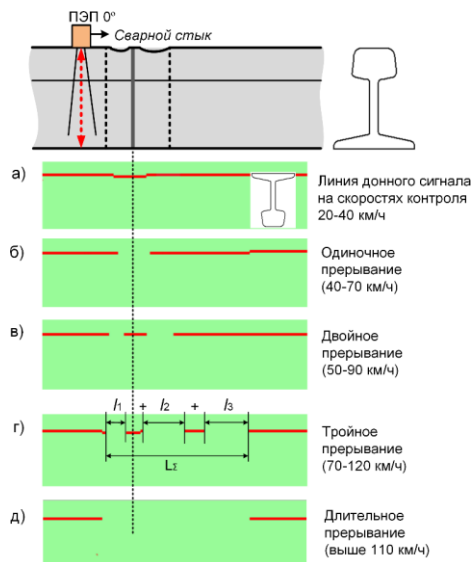 ПЭП 0°
Сварной стык
а)
Линия донного сигнала
на скоростях контроля
20-40 км/ч
б)
Одиночное
прерывание
(40-70 км/ч)
в)
Двойное
прерывание
(50-90 км/ч)
г)
l1 + l2 + l3
LΣ
Тройное
прерывание
(70-120 км/ч)
д)
Длительное
прерывание
(выше 110 км/ч)